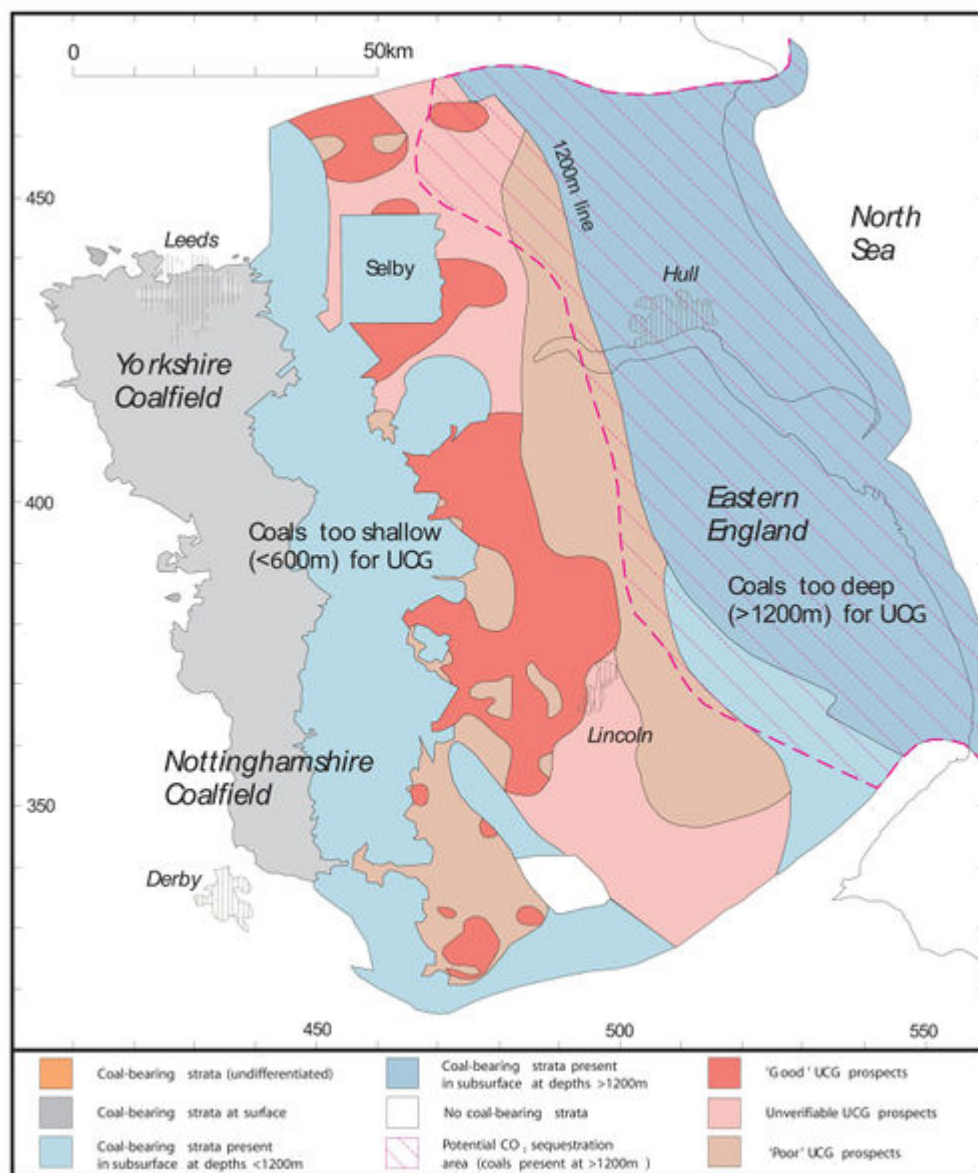 0 50km
450
1200m line
North
Sea
Leeds
Selby
Hull
Yorkshire
Coalfield
400
Coals too shallow
(<600m) for UCG
Eastern
England
Coals too deep
(>1200m) for UCG
Lincoln
Nottinghamshire
Coalfield
350
Derby
450 500 550
Coal-bearing strata (undifferentiated)
Coal-bearing strata at surface
Coal-bearing strata present
in subsurface at depths <1200m
Coal-bearing strata present
in subsurface at depths >1200m
No coal-bearing strata
Potential CO₂ sequestration
area (coals present at >1200m)
'Good' UCG prospects
Unverifiable UCG prospects
'Poor' UCG prospects